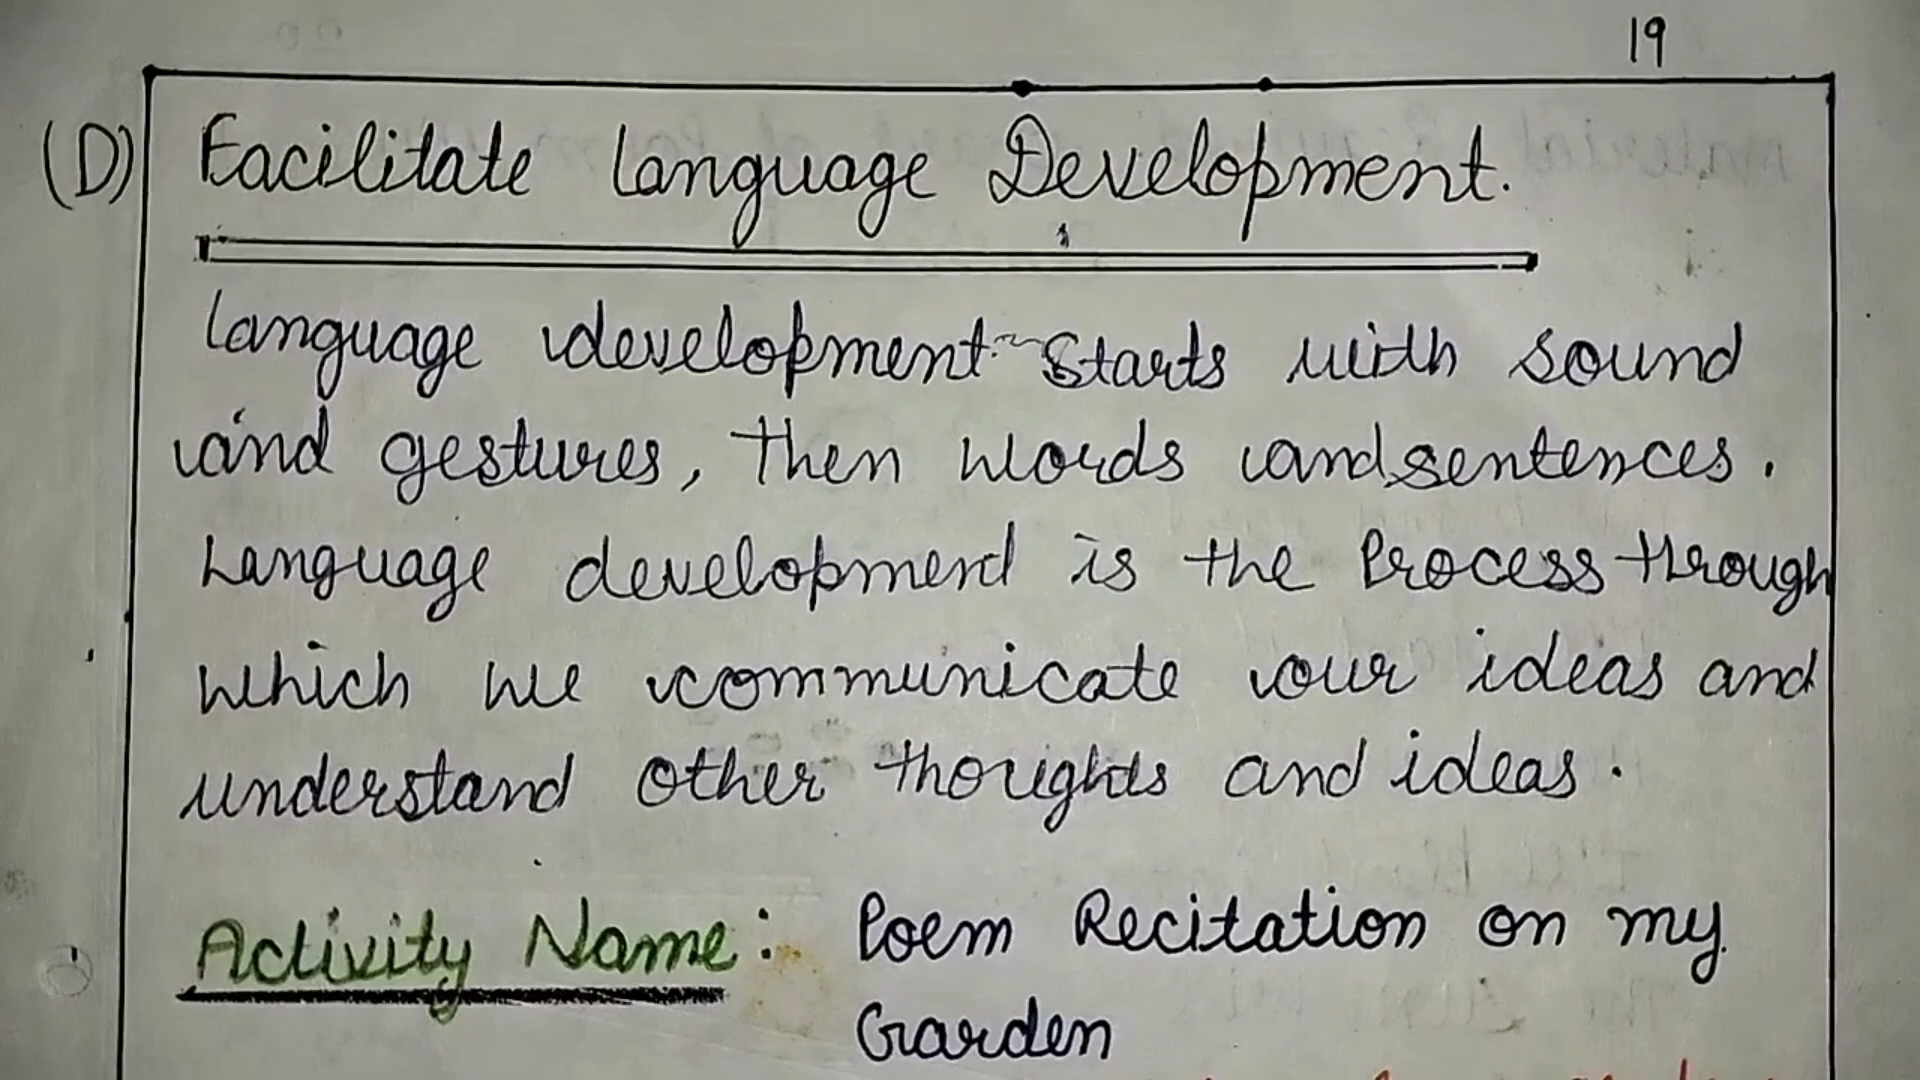 19
(D) Facilitate Language Development.
Language development starts with sound
and gestures, then words and sentences.
Language development is the Process through
which we communicate our ideas and
understand other thoughts and ideas.
Activity Name: Poem Recitation on my
Garden